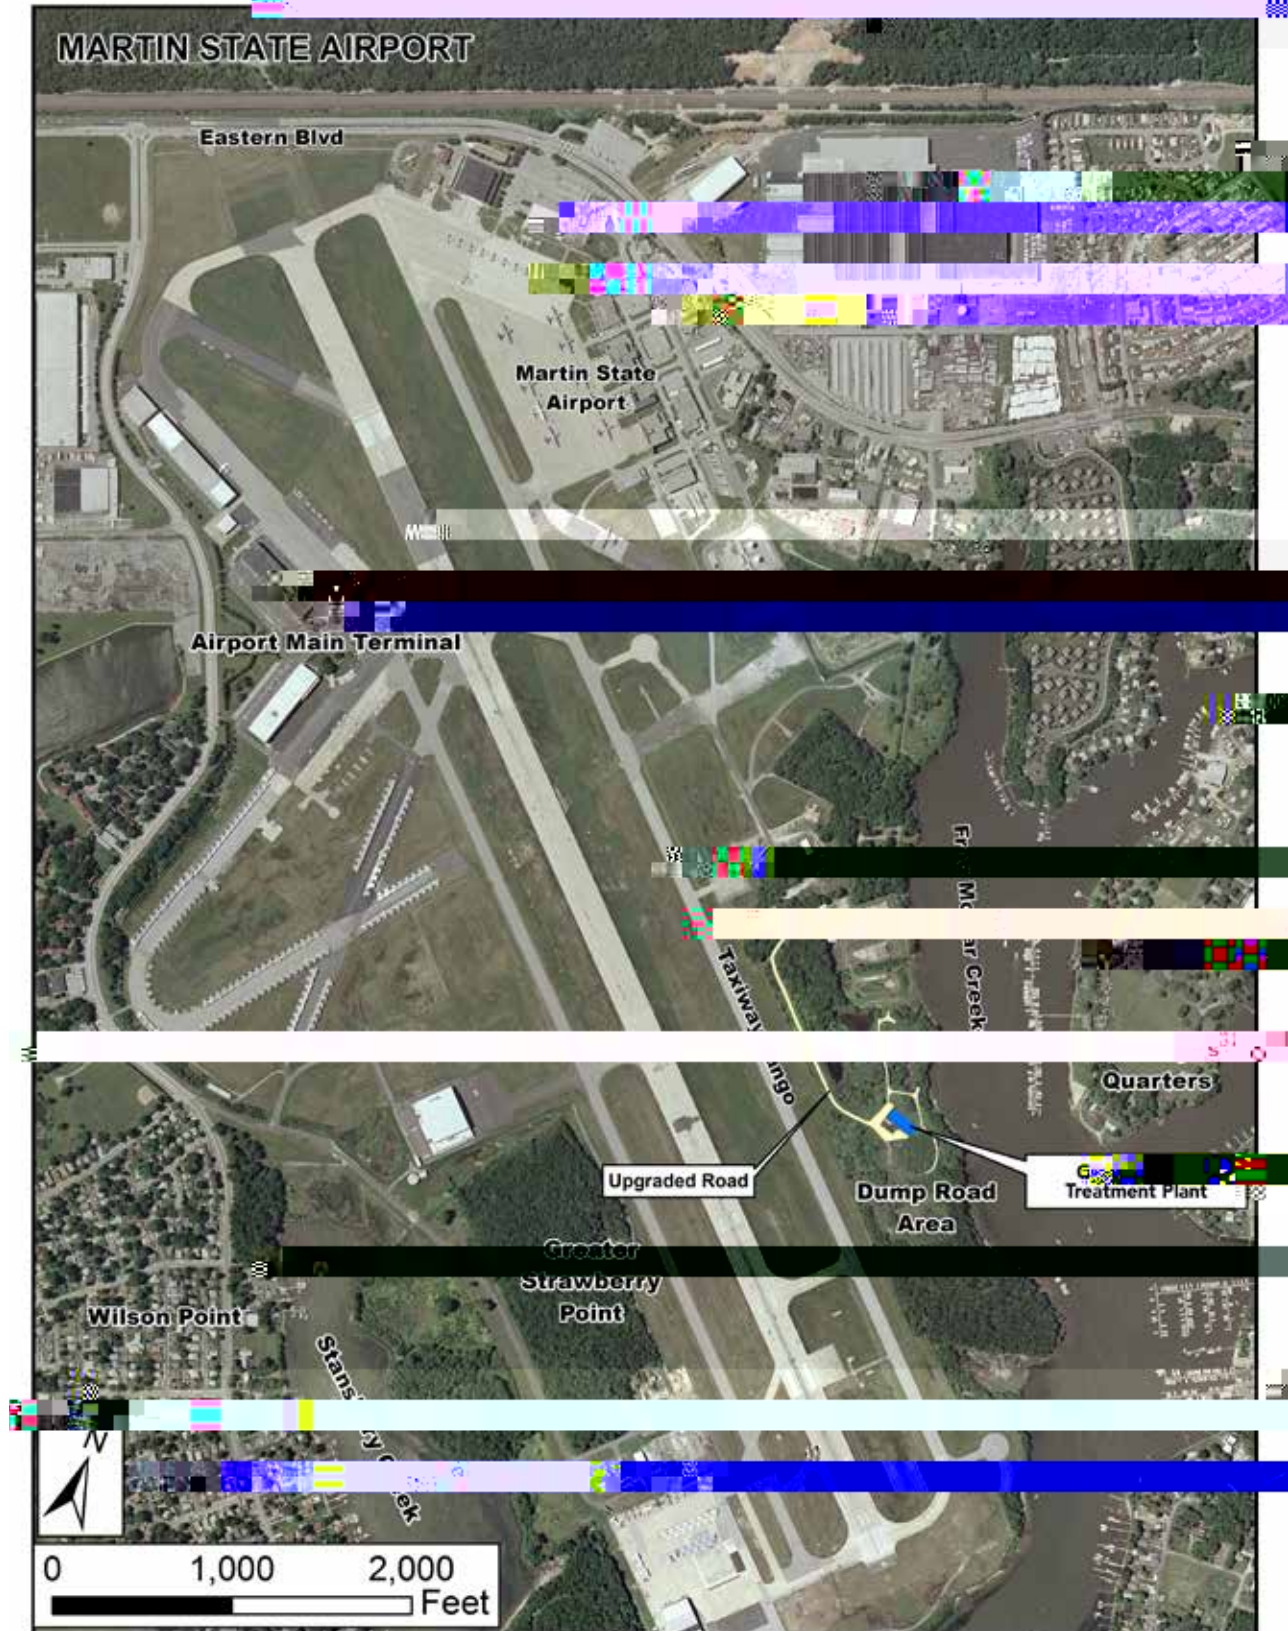 MARTIN STATE AIRPORT
Eastern Blvd
Martin State
Airport
Airport Main Terminal
Creek
Taxiway
Quarters
Upgraded Road
Treatment Plant
Dump Road
Area
Greater
Strawberry
Point
Wilson Point
N
0 1,000 2,000
Feet